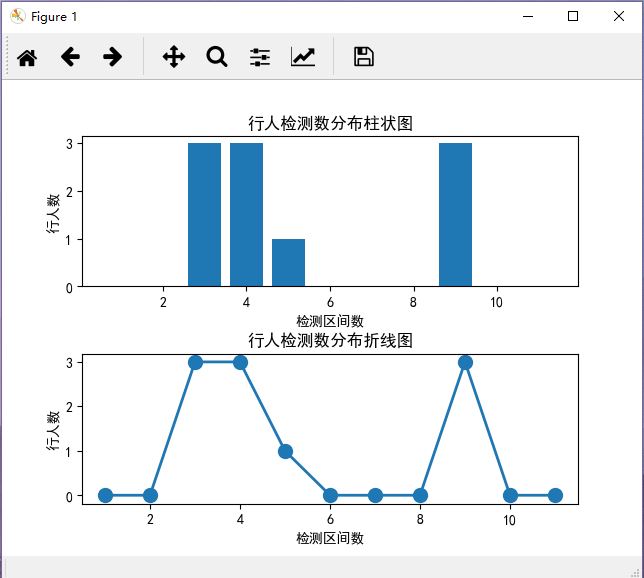 Figure 1
行人检测数分布柱状图
3
2
1
0
行人数
2 4 6 8 10
检测区间数
行人检测数分布折线图
3
2
1
0
行人数
2 4 6 8 10
检测区间数